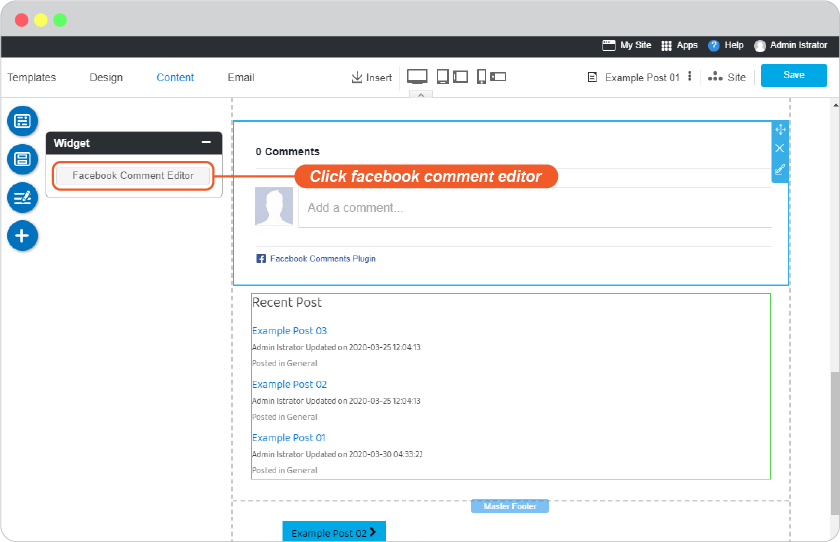 My Site Apps Help Admin Istrator
Templates Design Content Email Insert Example Post 01 Site Save
Widget
Facebook Comment Editor
Click facebook comment editor
0 Comments
Add a comment...
Facebook Comments Plugin
Recent Post
Example Post 03
Admin Istrator Updated on 2020-03-25 12:04:13
Posted in General
Example Post 02
Admin Istrator Updated on 2020-03-25 12:04:13
Posted in General
Example Post 01
Admin Istrator Updated on 2020-03-30 04:33:22
Posted in General
Master Footer
Example Post 02